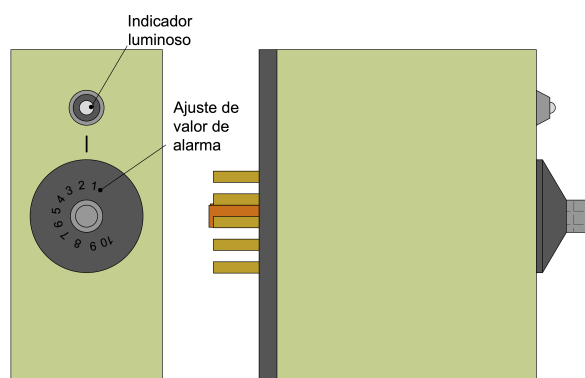 Indicador
luminoso
Ajuste de
valor de
alarma
1 2 3 4 5 6 7 8 9 10